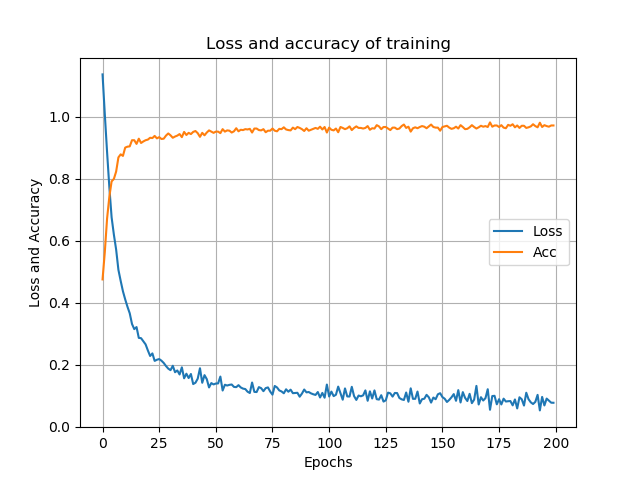 Loss and accuracy of training
Loss and Accuracy
1.0
0.8
0.6
0.4
0.2
0.0
Loss
Acc
0 25 50 75 100 125 150 175 200
Epochs